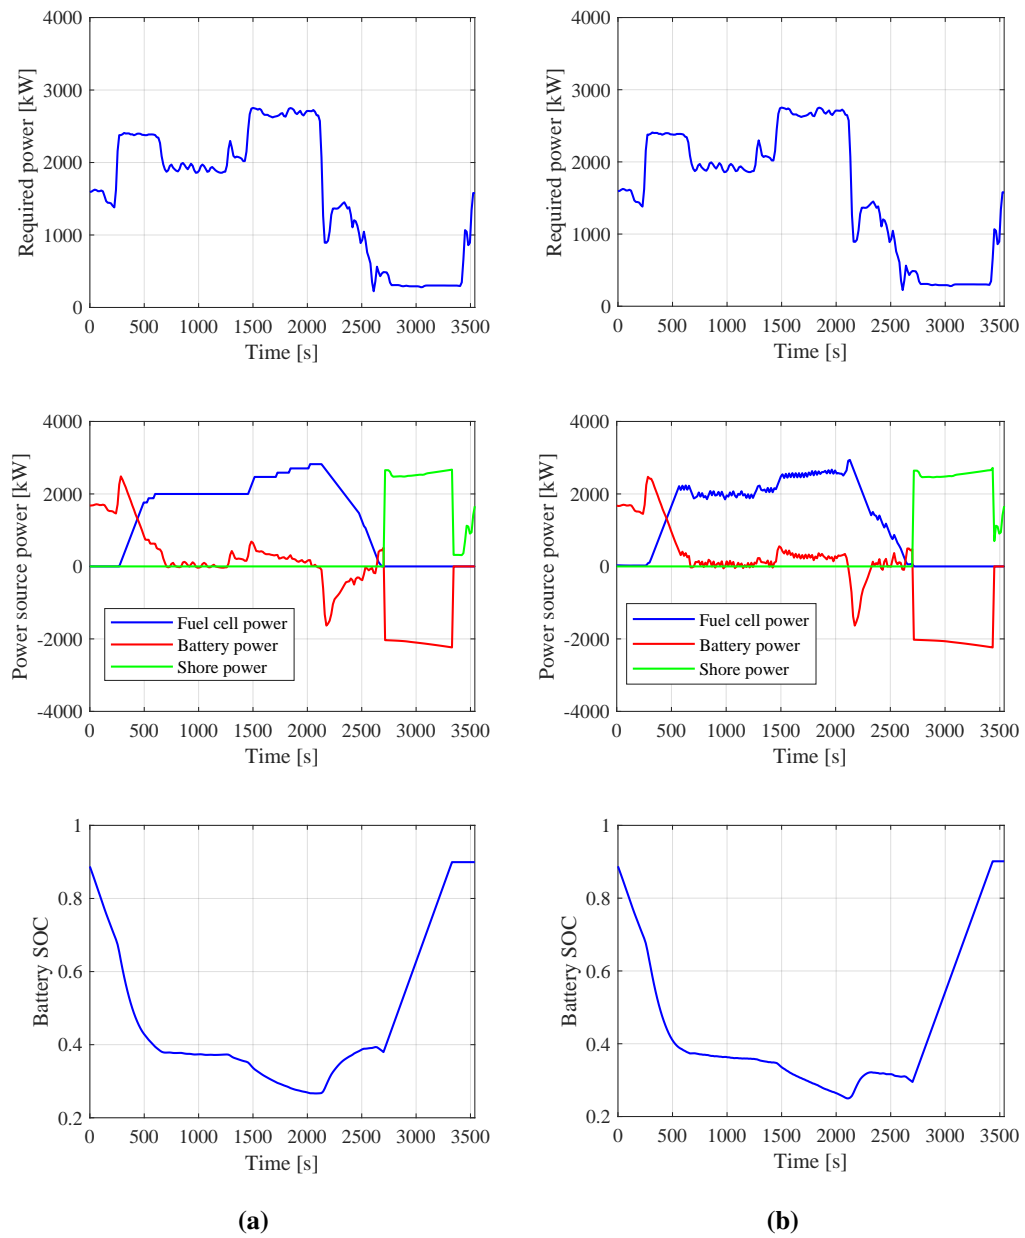 4000
3000
2000
1000
0
Required power [kW]
0 500 1000 1500 2000 2500 3000 3500
Time [s]
4000
3000
2000
1000
0
Required power [kW]
0 500 1000 1500 2000 2500 3000 3500
Time [s]
4000
2000
0
-2000
-4000
Power source power [kW]
Fuel cell power
Battery power
Shore power
0 500 1000 1500 2000 2500 3000 3500
Time [s]
4000
2000
0
-2000
-4000
Power source power [kW]
Fuel cell power
Battery power
Shore power
0 500 1000 1500 2000 2500 3000 3500
Time [s]
1
0.8
0.6
0.4
0.2
Battery SOC
0 500 1000 1500 2000 2500 3000 3500
Time [s]
1
0.8
0.6
0.4
0.2
Battery SOC
0 500 1000 1500 2000 2500 3000 3500
Time [s]
(a)
(b)